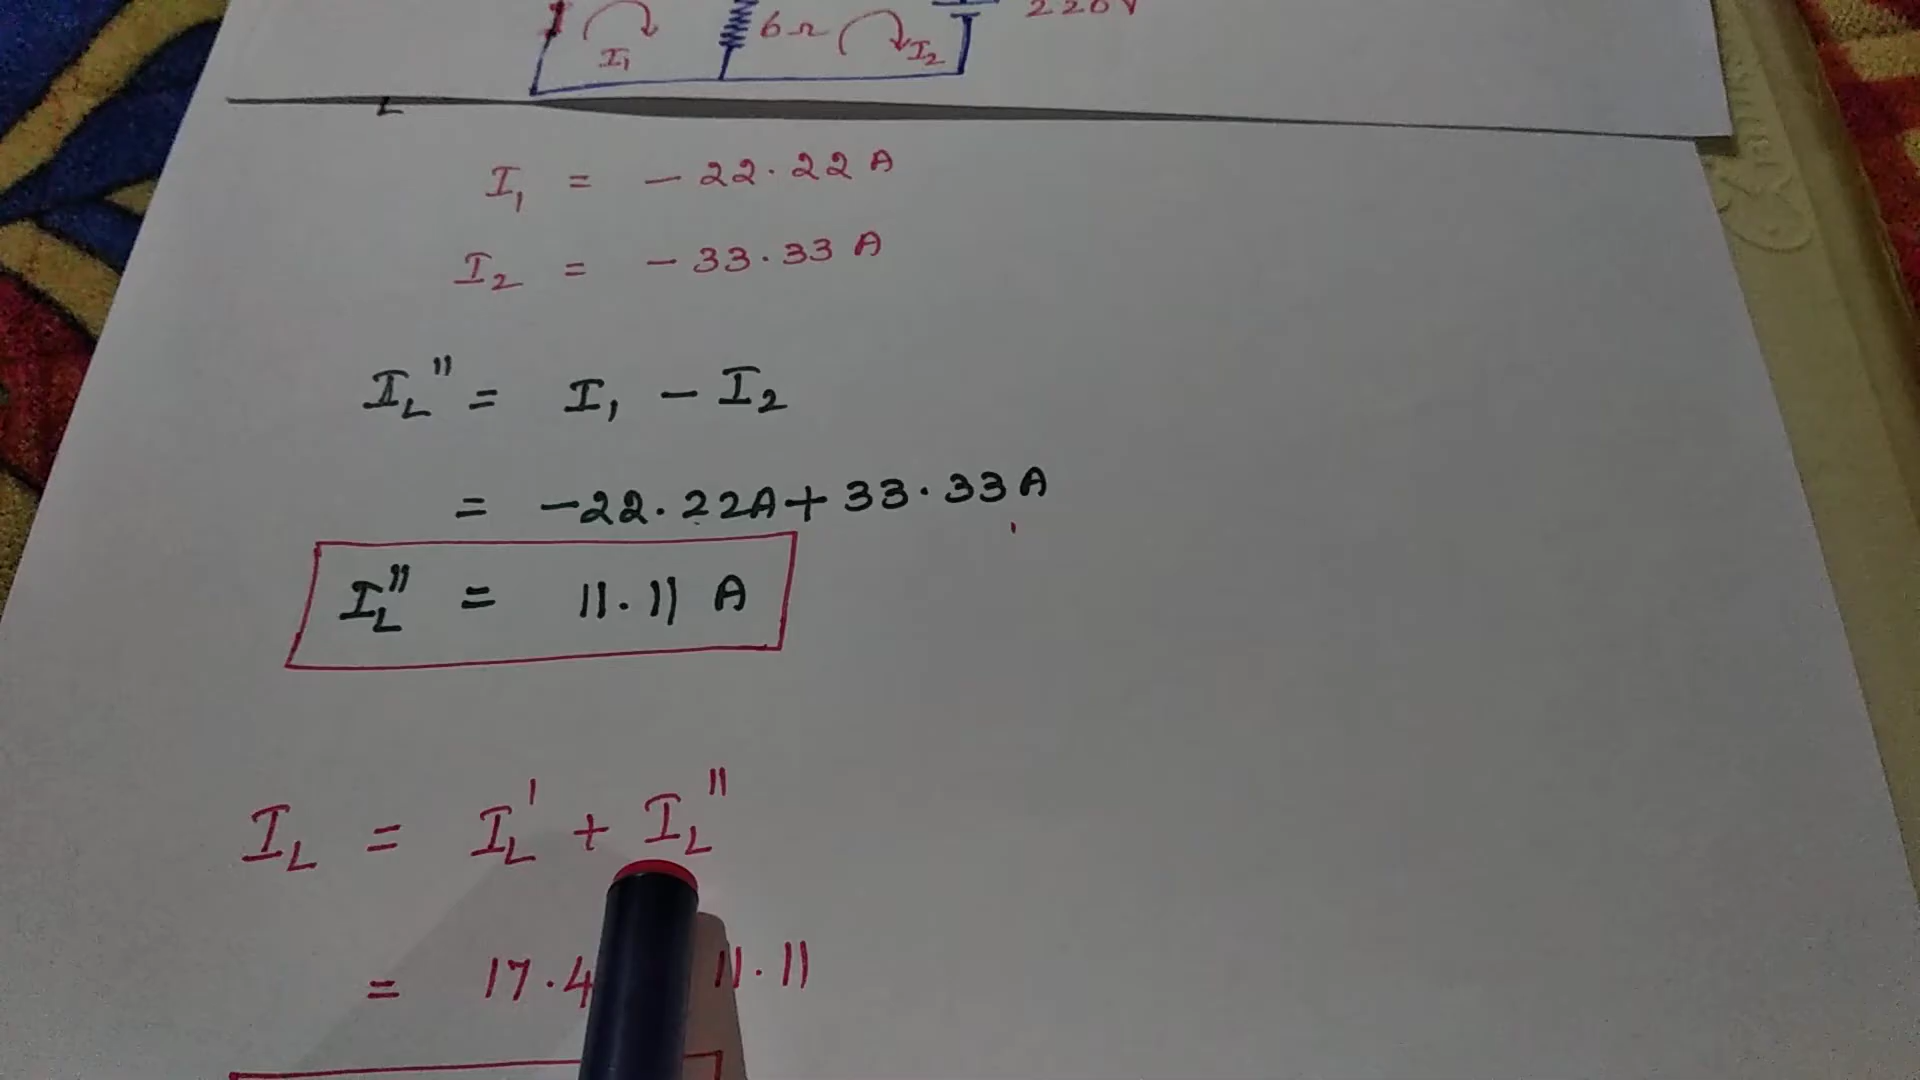 6Ω 220V
I₁ I₂
I₁ = - 22.22 A
I₂ = - 33.33 A
I_L'' = I₁ - I₂
= -22.22A + 33.33A
I_L'' = 11.11 A
I_L = I_L' + I_L''
= 17.4 11.11